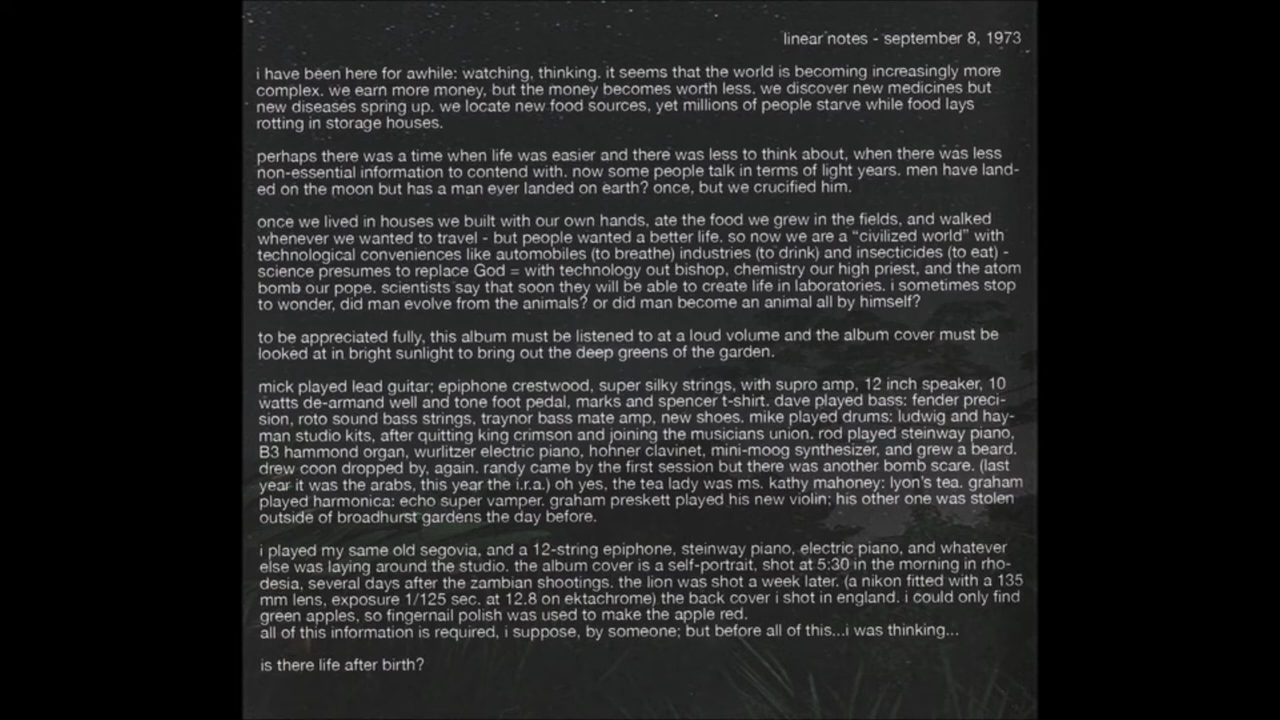 linear notes - september 8, 1973
i have been here for awhile: watching, thinking. it seems that the world is becoming increasingly more
complex. we earn more money, but the money becomes worth less. we discover new medicines but
new diseases spring up. we locate new food sources, yet millions of people starve while food lays
rotting in storage houses.
perhaps there was a time when life was easier and there was less to think about, when there was less
non-essential information to contend with. now some people talk in terms of light years. men have land-
ed on the moon but has a man ever landed on earth? once, but we crucified him.
once we lived in houses we built with our own hands, ate the food we grew in the fields, and walked
whenever we wanted to travel - but people wanted a better life. so now we are a “civilized world” with
technological conveniences like automobiles (to breathe) industries (to drink) and insecticides (to eat) -
science presumes to replace God = with technology out bishop, chemistry our high priest, and the atom
bomb our pope. scientists say that soon they will be able to create life in laboratories. i sometimes stop
to wonder, did man evolve from the animals? or did man become an animal all by himself?
to be appreciated fully, this album must be listened to at a loud volume and the album cover must be
looked at in bright sunlight to bring out the deep greens of the garden.
mick played lead guitar; epiphone crestwood, super silky strings, with supro amp, 12 inch speaker, 10
watts de-armand well and tone foot pedal, marks and spencer t-shirt. dave played bass: fender preci-
sion, roto sound bass strings, traynor bass mate amp, new shoes. mike played drums: ludwig and hay-
man studio kits, after quitting king crimson and joining the musicians union. rod played steinway piano,
B3 hammond organ, wurlitzer electric piano, hohner clavinet, mini-moog synthesizer, and grew a beard.
drew coon dropped by, again. randy came by the first session but there was another bomb scare. (last
year it was the arabs, this year the i.r.a.) oh yes, the tea lady was ms. kathy mahoney: lyon's tea. graham
played harmonica: echo super vamper. graham preskett played his new violin; his other one was stolen
outside of broadhurst gardens the day before.
i played my same old segovia, and a 12-string epiphone, steinway piano, electric piano, and whatever
else was laying around the studio. the album cover is a self-portrait, shot at 5:30 in the morning in rho-
desia, several days after the zambian shootings. the lion was shot a week later. (a nikon fitted with a 135
mm lens, exposure 1/125 sec. at 12.8 on ektachrome) the back cover i shot in england. i could only find
green apples, so fingernail polish was used to make the apple red.
all of this information is required, i suppose, by someone; but before all of this...i was thinking...
is there life after birth?